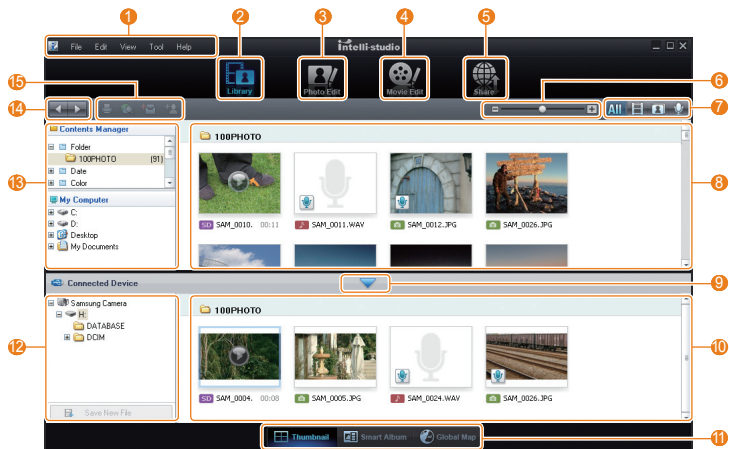 1
2
3
4
5
File Edit View Tool Help
intelli-studio
Library
Photo Edit
Movie Edit
Share
6
15
14
All
7
Contents Manager
Folder
100PHOTO (91)
Date
Color
13
My Computer
C:
D:
Desktop
My Documents
100PHOTO
SD SAM_0010. 00:11
SAM_0011.WAV
SAM_0012.JPG
SAM_0026.JPG
8
Connected Device
9
Samsung Camera
H:
DATABASE
DCIM
12
Save New File
100PHOTO
SD SAM_0004. 00:08
SAM_0005.JPG
SAM_0024.WAV
SAM_0026.JPG
10
Thumbnail
Smart Album
Global Map
11